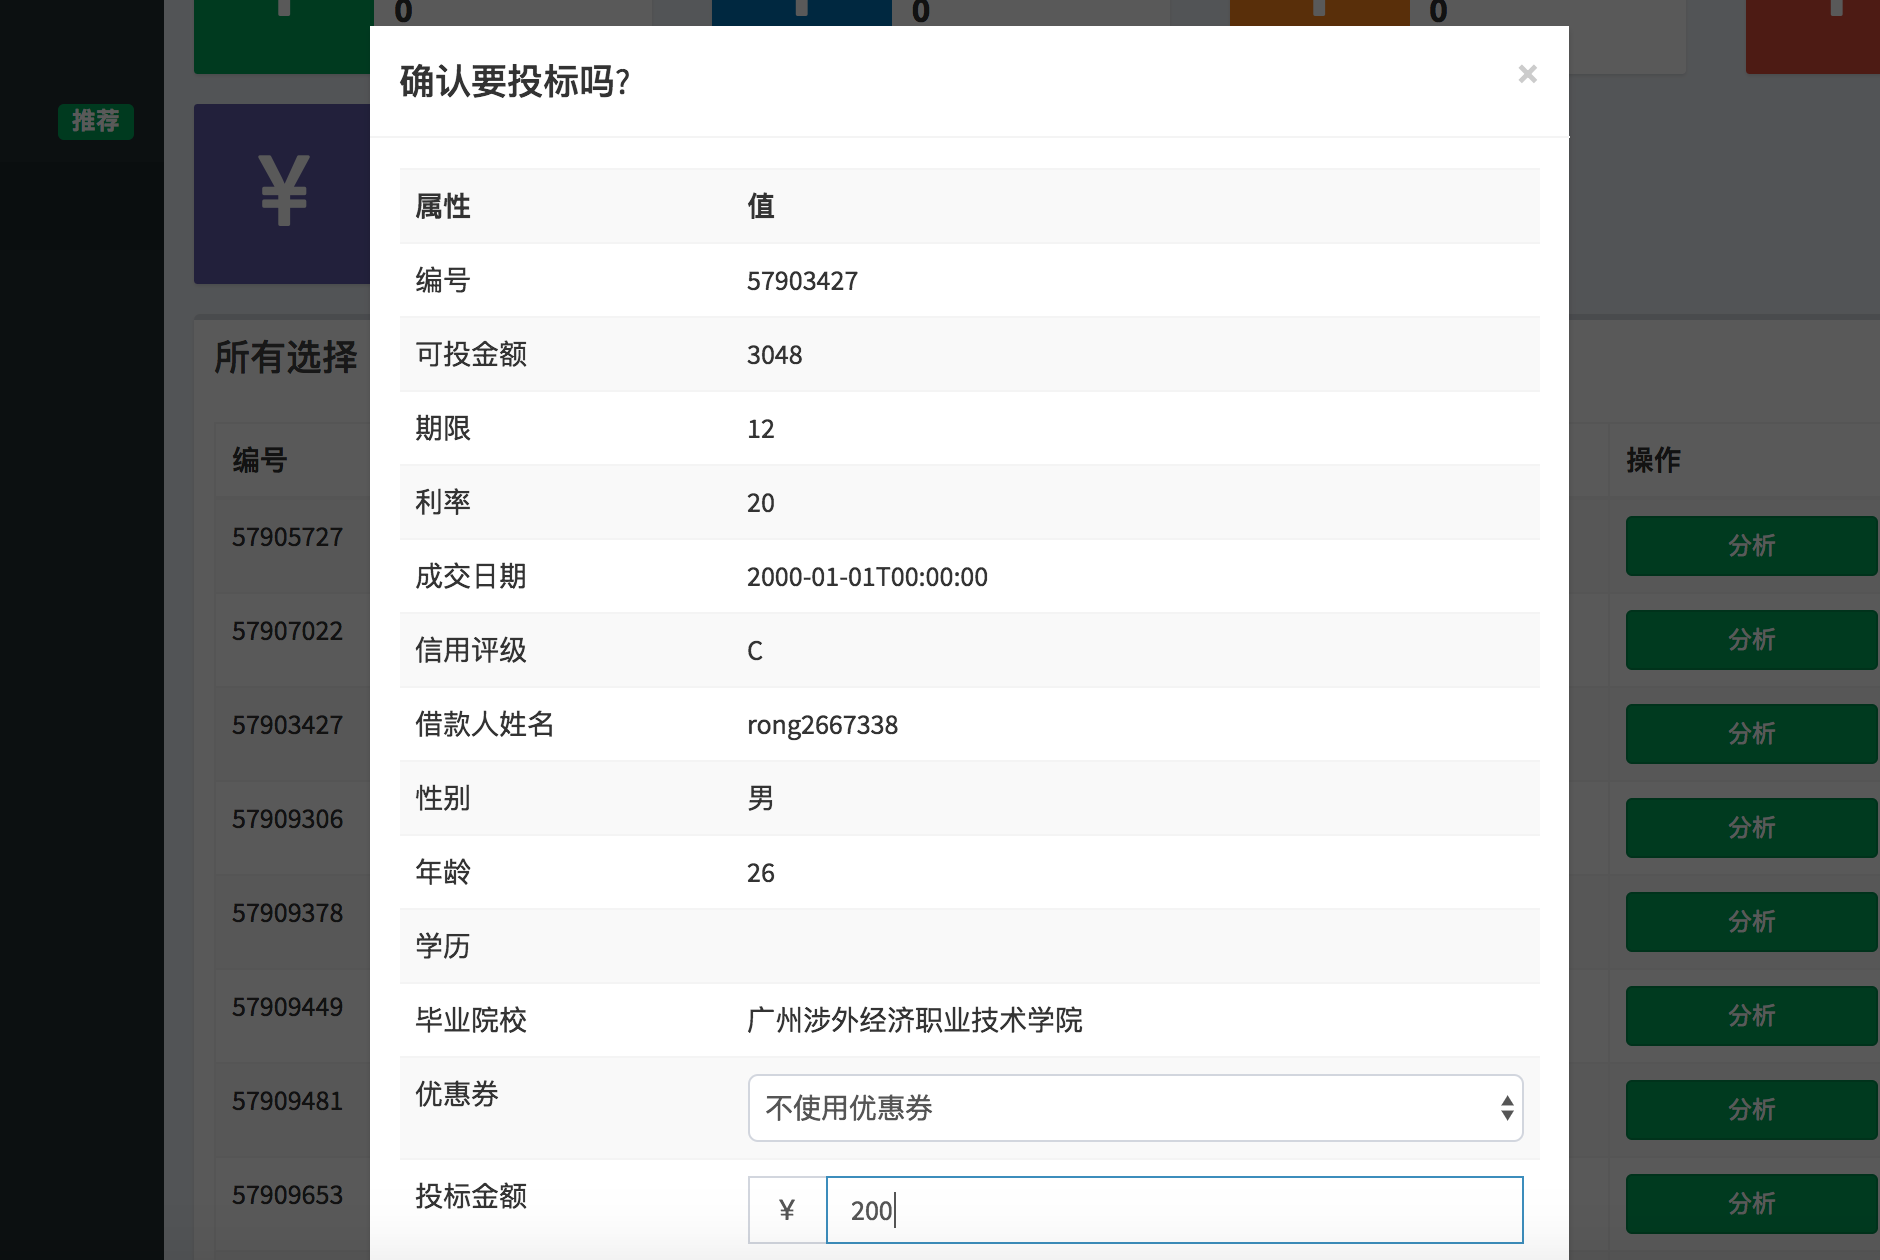 0
0
0
确认要投标吗?
×
推荐
¥
属性 值
编号 57903427
可投金额 3048
期限 12
利率 20
成交日期 2000-01-01T00:00:00
信用评级 C
借款人姓名 rong2667338
性别 男
年龄 26
学历
毕业院校 广州涉外经济职业技术学院
优惠券 不使用优惠券
投标金额 ¥ 200
所有选择
编号 操作
57905727 分析
57907022 分析
57903427 分析
57909306 分析
57909378 分析
57909449 分析
57909481 分析
57909653 分析